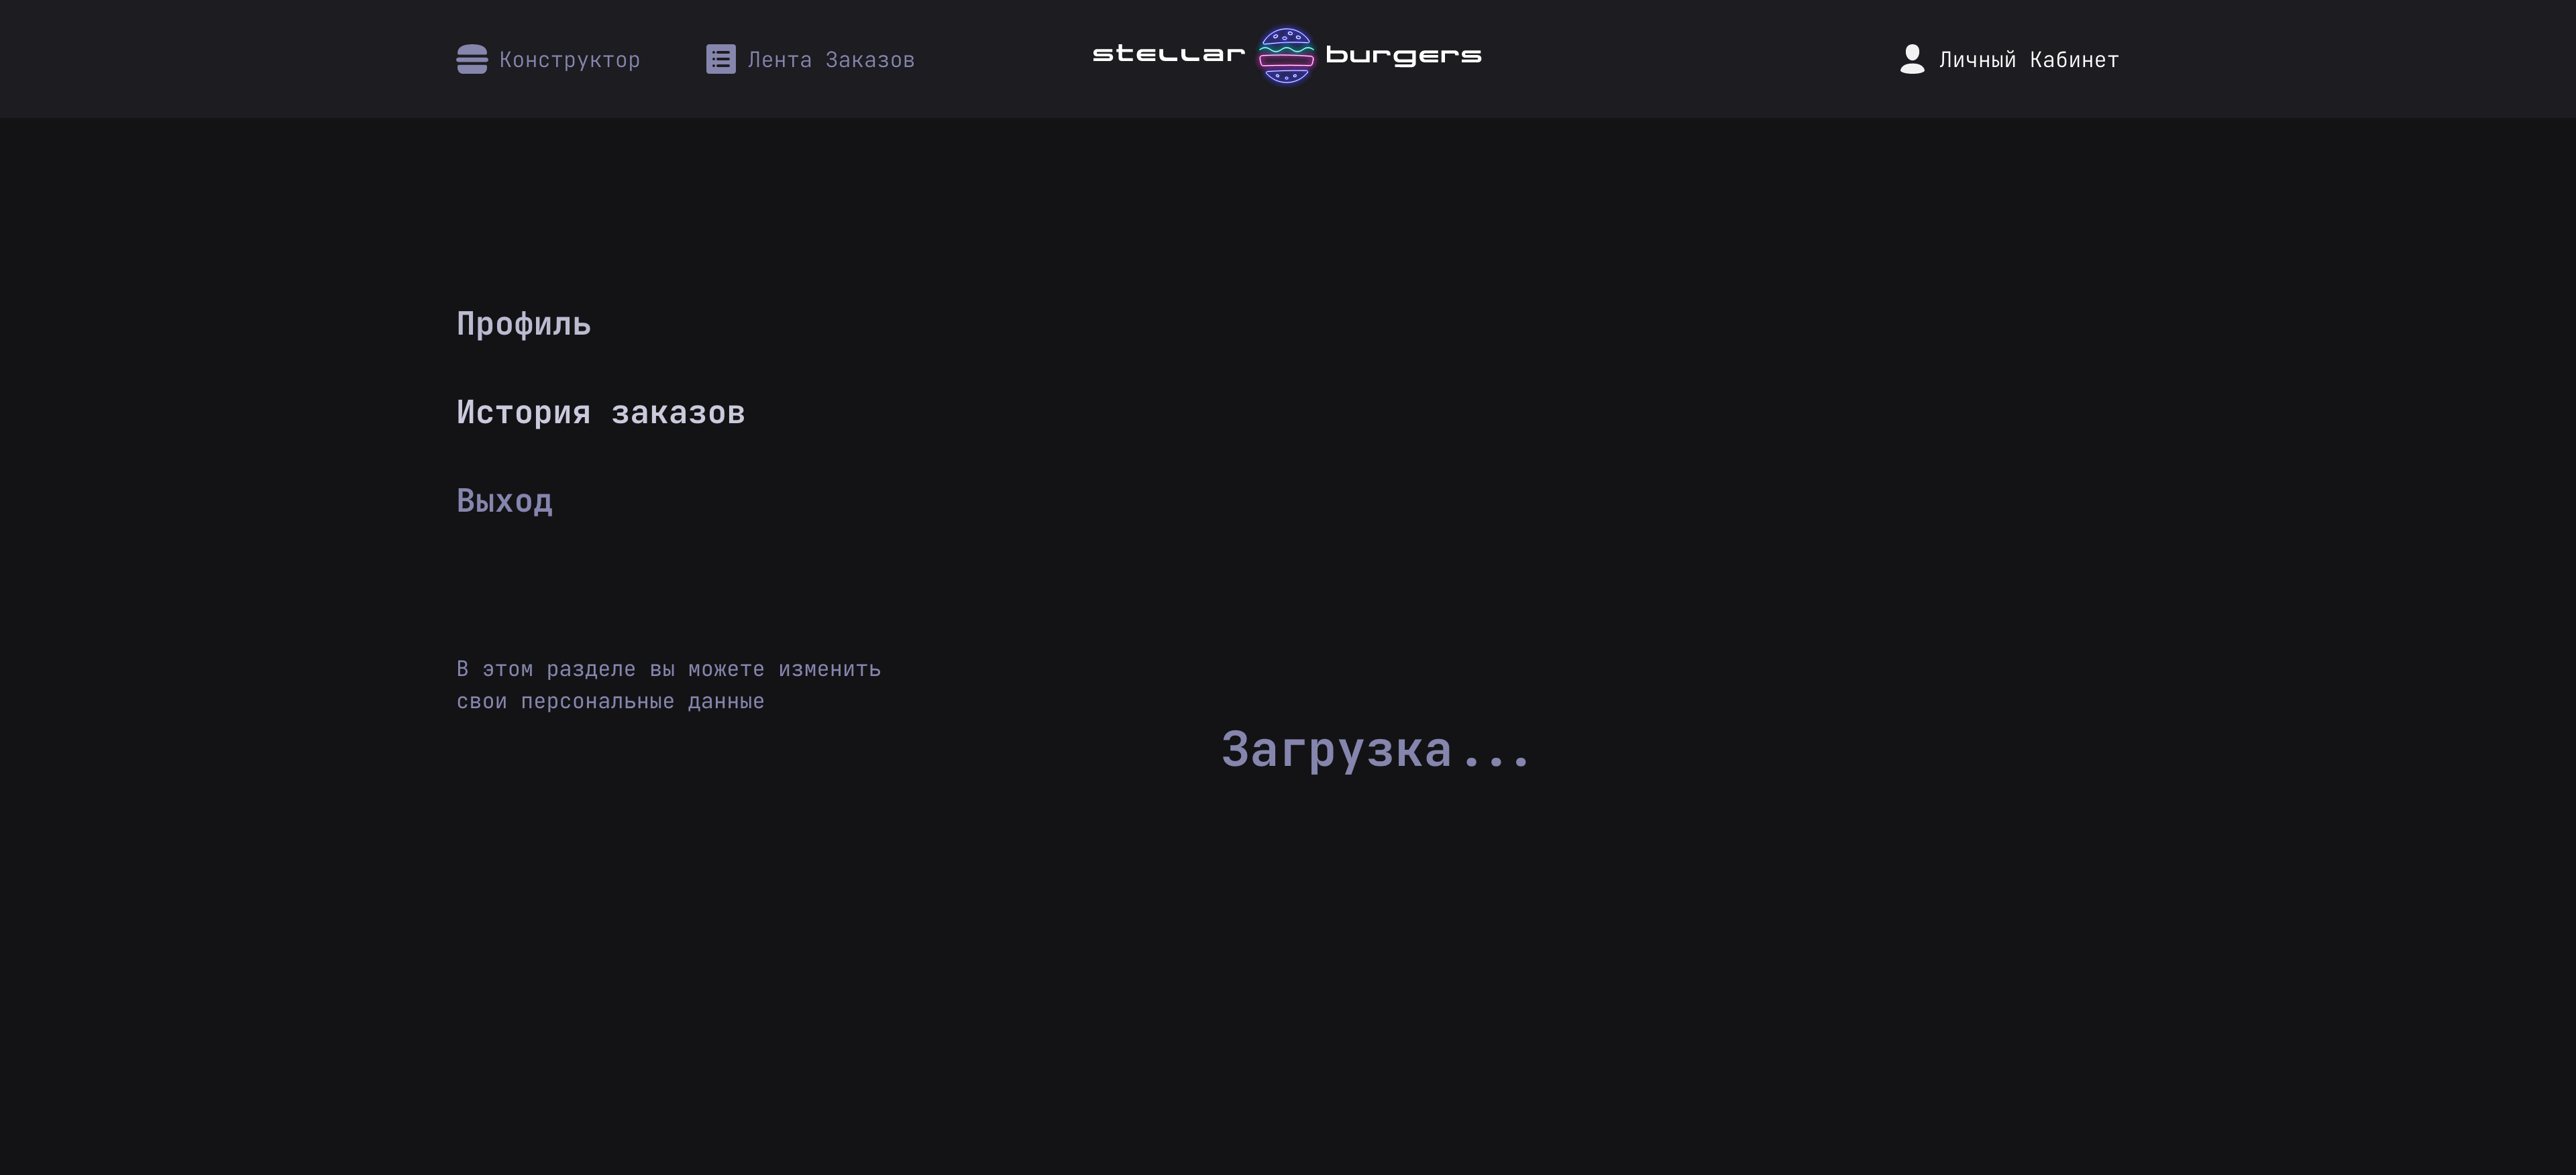 Конструктор
Лента Заказов
stellar burgers
Личный Кабинет
Профиль
История заказов
Выход
В этом разделе вы можете изменить
свои персональные данные
Загрузка...